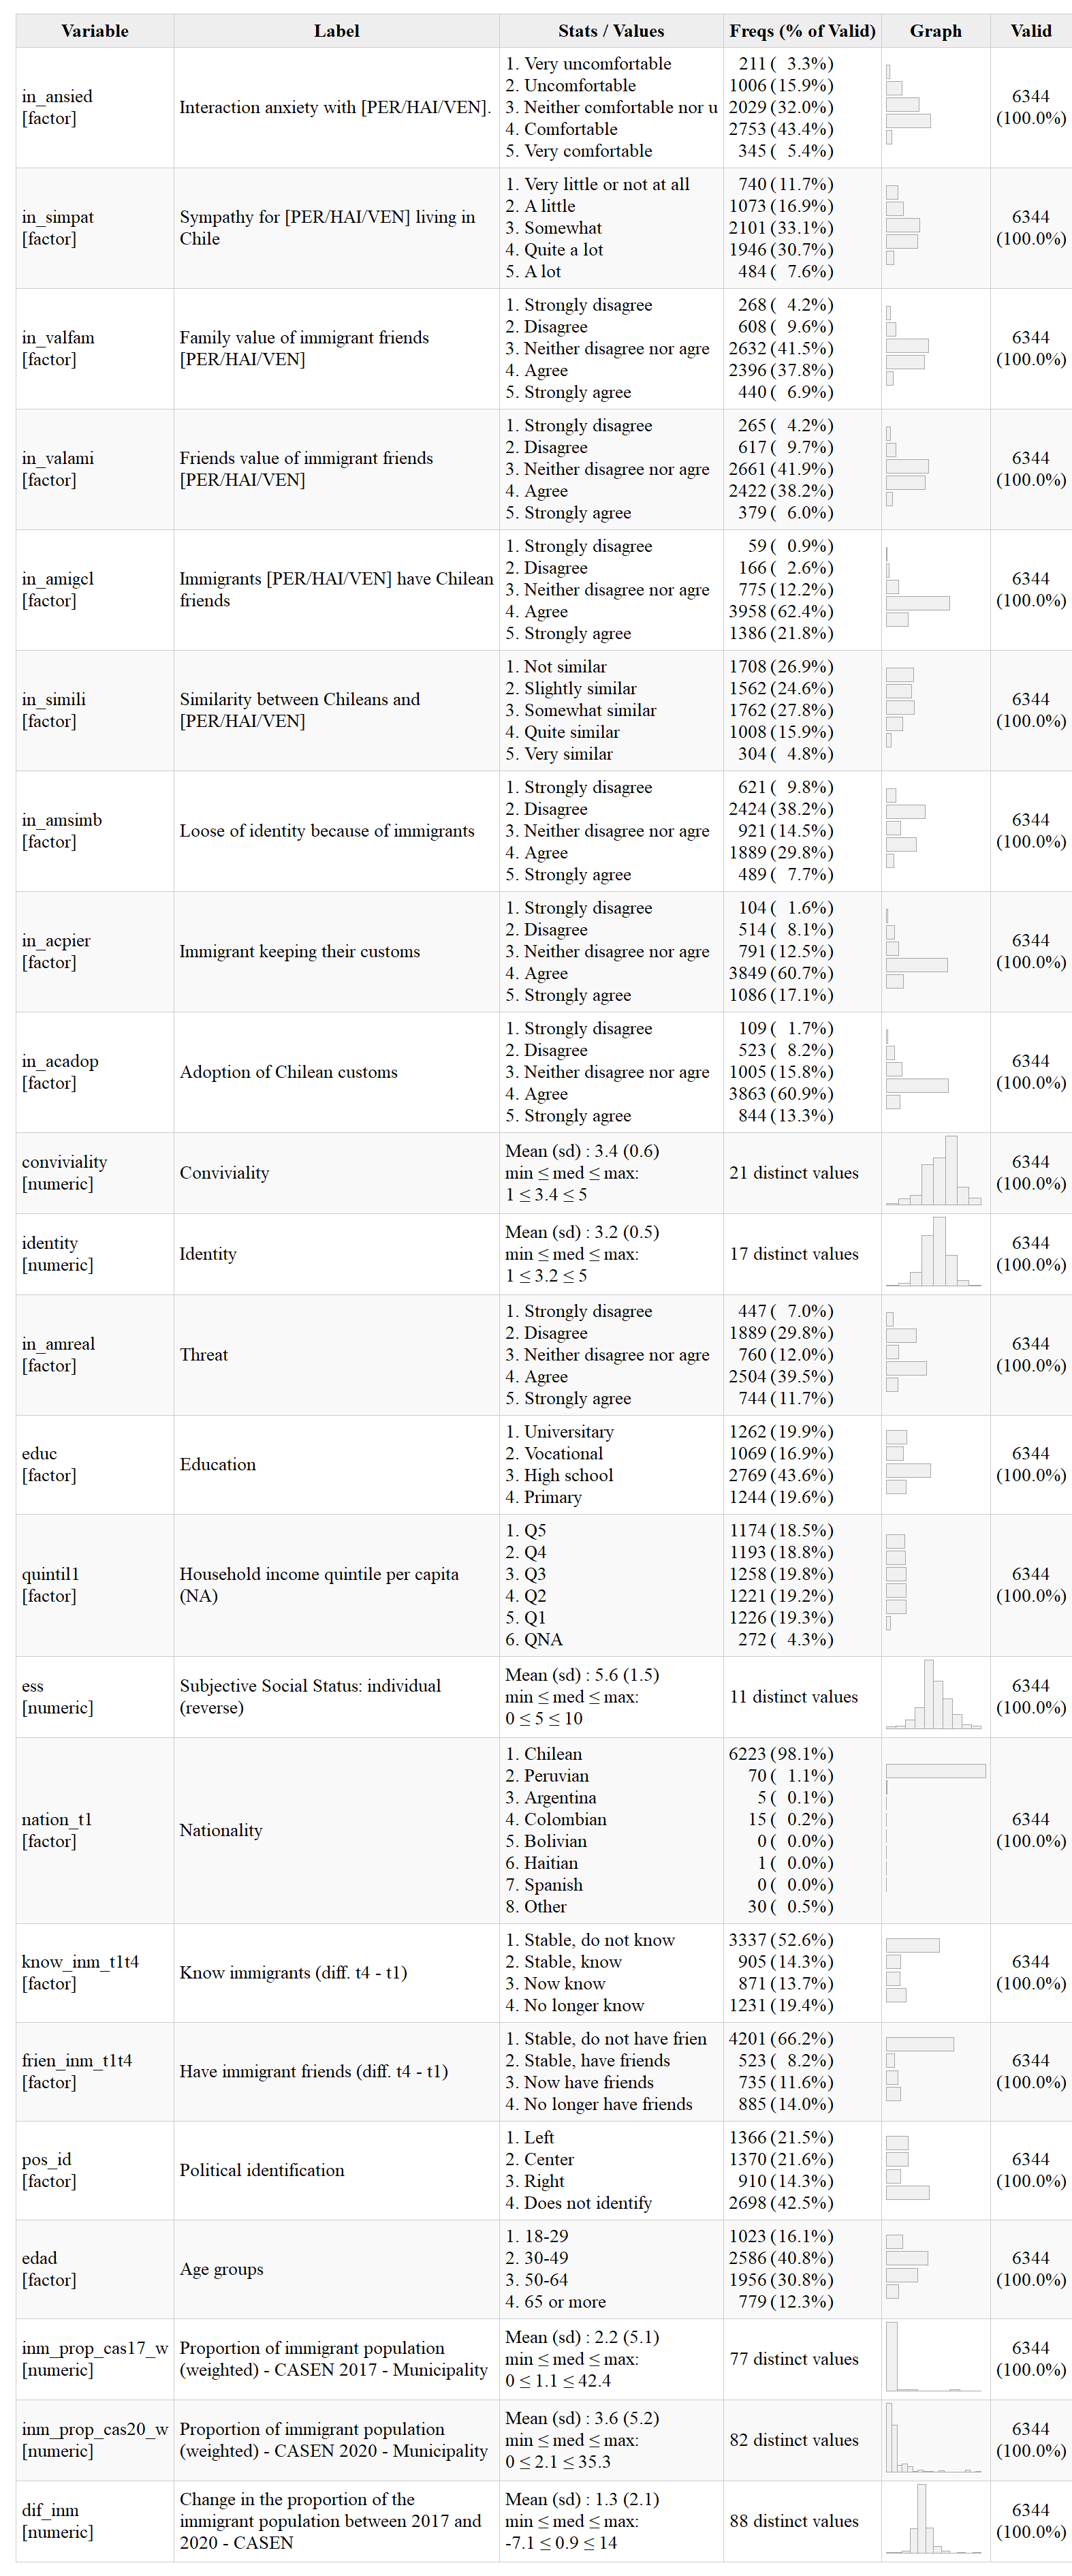 Variable Label Stats / Values Freqs (% of Valid) Graph Valid
in_ansied
[factor]
Interaction anxiety with [PER/HAI/VEN].
1. Very uncomfortable
2. Uncomfortable
3. Neither comfortable nor u
4. Comfortable
5. Very comfortable
211 ( 3.3%)
1006 (15.9%)
2029 (32.0%)
2753 (43.4%)
345 ( 5.4%)
6344
(100.0%)
in_simpat
[factor]
Sympathy for [PER/HAI/VEN] living in
Chile
1. Very little or not at all
2. A little
3. Somewhat
4. Quite a lot
5. A lot
740 (11.7%)
1073 (16.9%)
2101 (33.1%)
1946 (30.7%)
484 ( 7.6%)
6344
(100.0%)
in_valfam
[factor]
Family value of immigrant friends
[PER/HAI/VEN]
1. Strongly disagree
2. Disagree
3. Neither disagree nor agre
4. Agree
5. Strongly agree
268 ( 4.2%)
608 ( 9.6%)
2632 (41.5%)
2396 (37.8%)
440 ( 6.9%)
6344
(100.0%)
in_valami
[factor]
Friends value of immigrant friends
[PER/HAI/VEN]
1. Strongly disagree
2. Disagree
3. Neither disagree nor agre
4. Agree
5. Strongly agree
265 ( 4.2%)
617 ( 9.7%)
2661 (41.9%)
2422 (38.2%)
379 ( 6.0%)
6344
(100.0%)
in_amigcl
[factor]
Immigrants [PER/HAI/VEN] have Chilean
friends
1. Strongly disagree
2. Disagree
3. Neither disagree nor agre
4. Agree
5. Strongly agree
59 ( 0.9%)
166 ( 2.6%)
775 (12.2%)
3958 (62.4%)
1386 (21.8%)
6344
(100.0%)
in_simili
[factor]
Similarity between Chileans and
[PER/HAI/VEN]
1. Not similar
2. Slightly similar
3. Somewhat similar
4. Quite similar
5. Very similar
1708 (26.9%)
1562 (24.6%)
1762 (27.8%)
1008 (15.9%)
304 ( 4.8%)
6344
(100.0%)
in_amsimb
[factor]
Loose of identity because of immigrants
1. Strongly disagree
2. Disagree
3. Neither disagree nor agre
4. Agree
5. Strongly agree
621 ( 9.8%)
2424 (38.2%)
921 (14.5%)
1889 (29.8%)
489 ( 7.7%)
6344
(100.0%)
in_acpier
[factor]
Immigrant keeping their customs
1. Strongly disagree
2. Disagree
3. Neither disagree nor agre
4. Agree
5. Strongly agree
104 ( 1.6%)
514 ( 8.1%)
791 (12.5%)
3849 (60.7%)
1086 (17.1%)
6344
(100.0%)
in_acadop
[factor]
Adoption of Chilean customs
1. Strongly disagree
2. Disagree
3. Neither disagree nor agre
4. Agree
5. Strongly agree
109 ( 1.7%)
523 ( 8.2%)
1005 (15.8%)
3863 (60.9%)
844 (13.3%)
6344
(100.0%)
conviviality
[numeric]
Conviviality
Mean (sd) : 3.4 (0.6)
min ≤ med ≤ max:
1 ≤ 3.4 ≤ 5
21 distinct values
6344
(100.0%)
identity
[numeric]
Identity
Mean (sd) : 3.2 (0.5)
min ≤ med ≤ max:
1 ≤ 3.2 ≤ 5
17 distinct values
6344
(100.0%)
in_amreal
[factor]
Threat
1. Strongly disagree
2. Disagree
3. Neither disagree nor agre
4. Agree
5. Strongly agree
447 ( 7.0%)
1889 (29.8%)
760 (12.0%)
2504 (39.5%)
744 (11.7%)
6344
(100.0%)
educ
[factor]
Education
1. Universitary
2. Vocational
3. High school
4. Primary
1262 (19.9%)
1069 (16.9%)
2769 (43.6%)
1244 (19.6%)
6344
(100.0%)
quintil1
[factor]
Household income quintile per capita
(NA)
1. Q5
2. Q4
3. Q3
4. Q2
5. Q1
6. QNA
1174 (18.5%)
1193 (18.8%)
1258 (19.8%)
1221 (19.2%)
1226 (19.3%)
272 ( 4.3%)
6344
(100.0%)
ess
[numeric]
Subjective Social Status: individual
(reverse)
Mean (sd) : 5.6 (1.5)
min ≤ med ≤ max:
0 ≤ 5 ≤ 10
11 distinct values
6344
(100.0%)
nation_t1
[factor]
Nationality
1. Chilean
2. Peruvian
3. Argentina
4. Colombian
5. Bolivian
6. Haitian
7. Spanish
8. Other
6223 (98.1%)
70 ( 1.1%)
5 ( 0.1%)
15 ( 0.2%)
0 ( 0.0%)
1 ( 0.0%)
0 ( 0.0%)
30 ( 0.5%)
6344
(100.0%)
know_inm_t1t4
[factor]
Know immigrants (diff. t4 - t1)
1. Stable, do not know
2. Stable, know
3. Now know
4. No longer know
3337 (52.6%)
905 (14.3%)
871 (13.7%)
1231 (19.4%)
6344
(100.0%)
frien_inm_t1t4
[factor]
Have immigrant friends (diff. t4 - t1)
1. Stable, do not have frien
2. Stable, have friends
3. Now have friends
4. No longer have friends
4201 (66.2%)
523 ( 8.2%)
735 (11.6%)
885 (14.0%)
6344
(100.0%)
pos_id
[factor]
Political identification
1. Left
2. Center
3. Right
4. Does not identify
1366 (21.5%)
1370 (21.6%)
910 (14.3%)
2698 (42.5%)
6344
(100.0%)
edad
[factor]
Age groups
1. 18-29
2. 30-49
3. 50-64
4. 65 or more
1023 (16.1%)
2586 (40.8%)
1956 (30.8%)
779 (12.3%)
6344
(100.0%)
inm_prop_cas17_w
[numeric]
Proportion of immigrant population
(weighted) - CASEN 2017 - Municipality
Mean (sd) : 2.2 (5.1)
min ≤ med ≤ max:
0 ≤ 1.1 ≤ 42.4
77 distinct values
6344
(100.0%)
inm_prop_cas20_w
[numeric]
Proportion of immigrant population
(weighted) - CASEN 2020 - Municipality
Mean (sd) : 3.6 (5.2)
min ≤ med ≤ max:
0 ≤ 2.1 ≤ 35.3
82 distinct values
6344
(100.0%)
dif_inm
[numeric]
Change in the proportion of the
immigrant population between 2017 and
2020 - CASEN
Mean (sd) : 1.3 (2.1)
min ≤ med ≤ max:
-7.1 ≤ 0.9 ≤ 14
88 distinct values
6344
(100.0%)